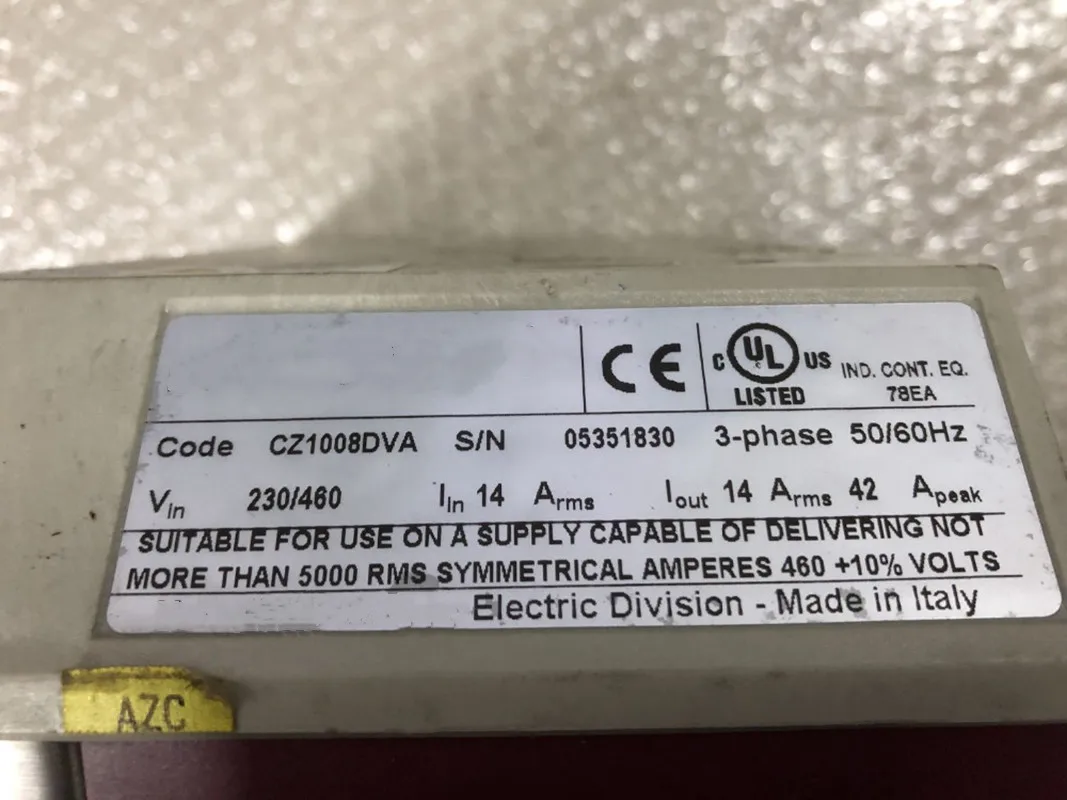 CE C UL US LISTED IND. CONT. EQ. 78EA
Code CZ1008DVA S/N 05351830 3-phase 50/60Hz
Vin 230/460 Iin 14 Arms Iout 14 Arms 42 Apeak
SUITABLE FOR USE ON A SUPPLY CAPABLE OF DELIVERING NOT
MORE THAN 5000 RMS SYMMETRICAL AMPERES 460 +10% VOLTS
Electric Division - Made in Italy
AZC